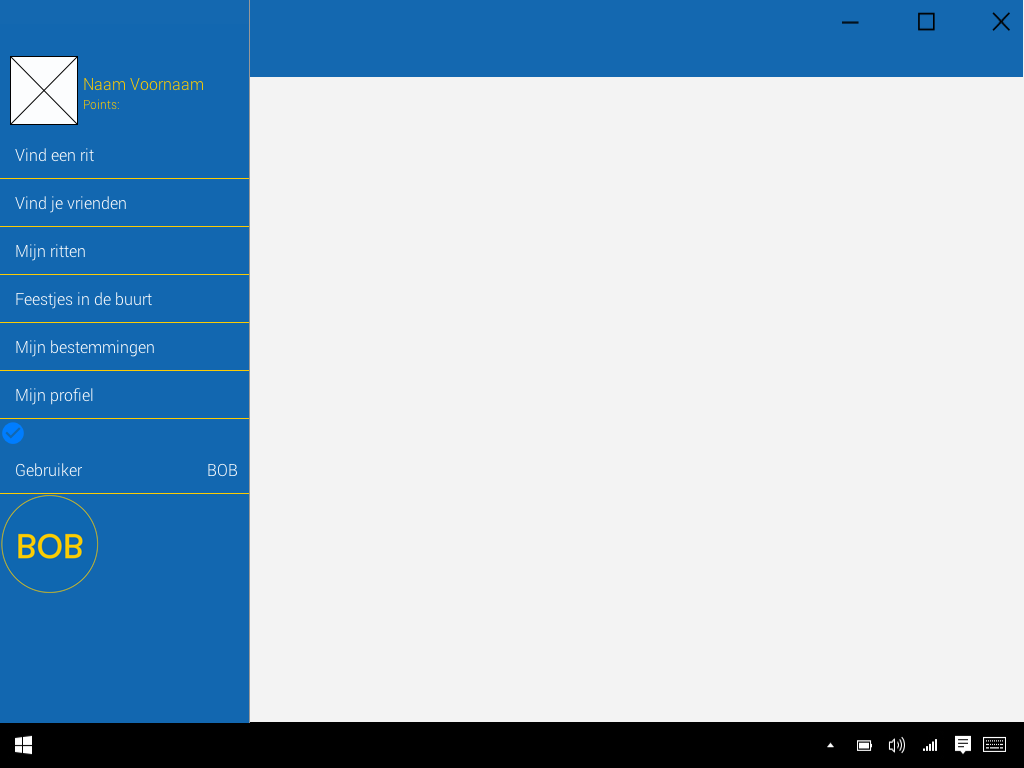 Naam Voornaam
Points:
Vind een rit
Vind je vrienden
Mijn ritten
Feestjes in de buurt
Mijn bestemmingen
Mijn profiel
Gebruiker BOB
BOB